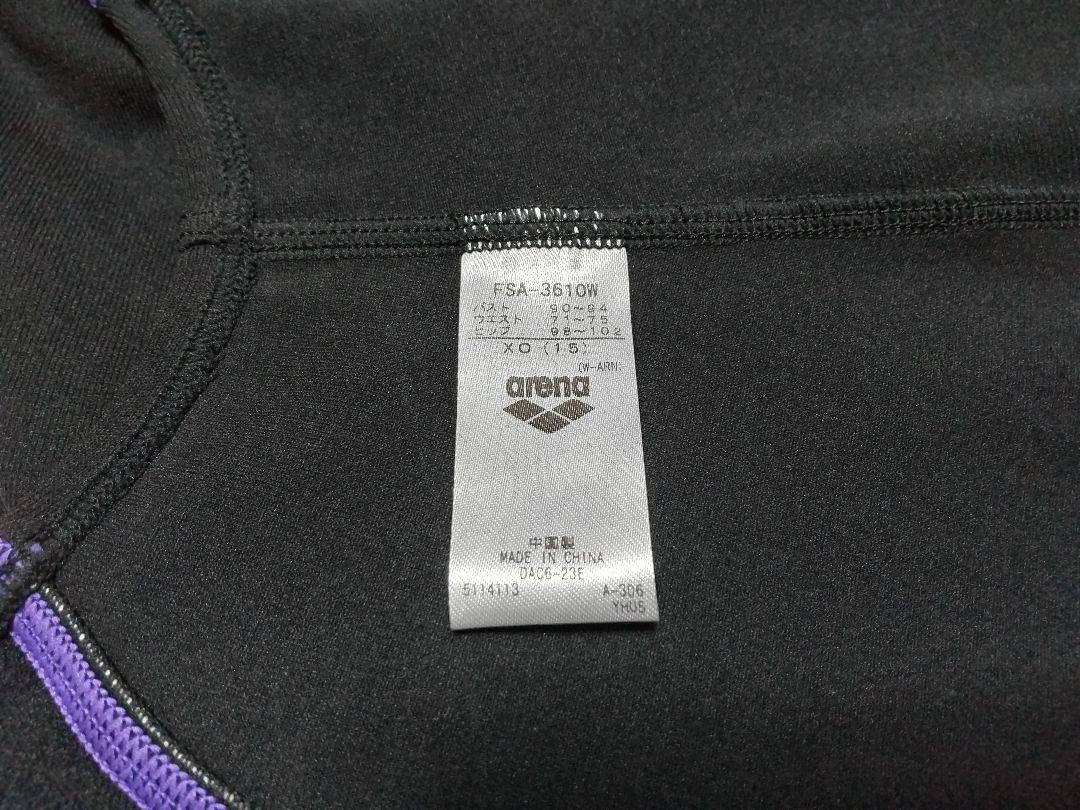 FSA-3610W
バスト 90～94
ウエスト 71～75
ヒップ 98～102
XO (15)
(W-ARN)
arena
中国製
MADE IN CHINA
DAC6-23E
5114113 A-306
YHUS